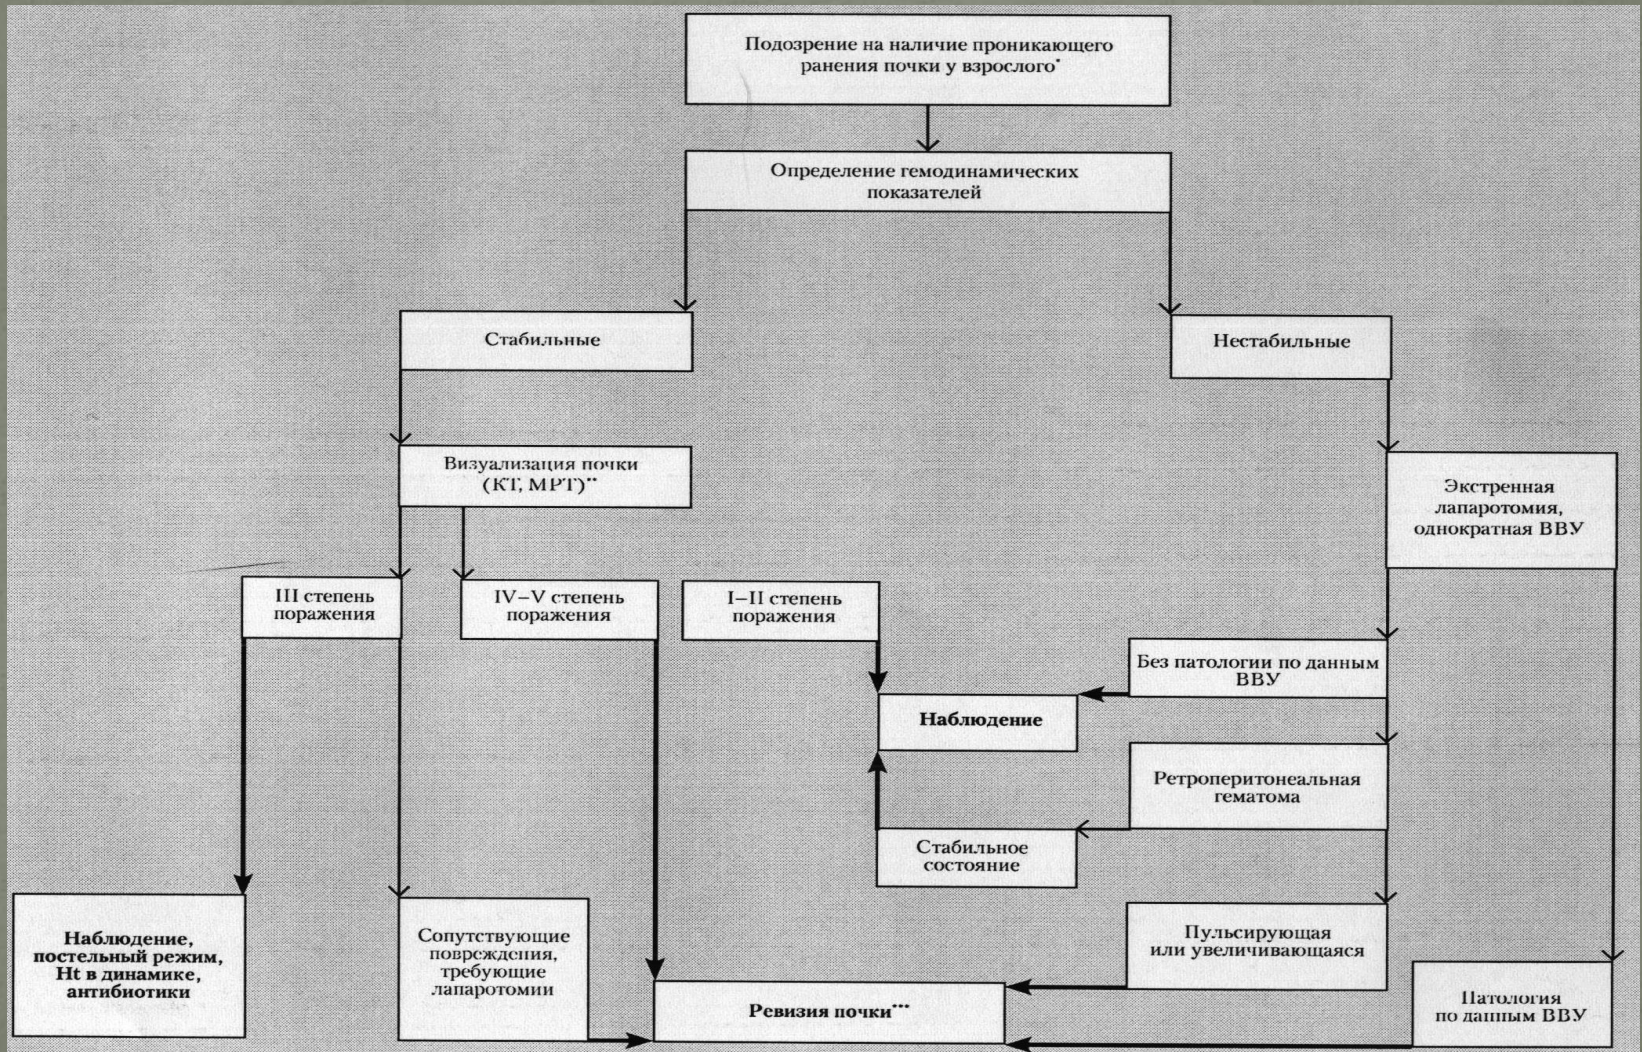 Подозрение на наличие проникающего
ранения почки у взрослого*
Определение гемодинамических
показателей
Стабильные
Нестабильные
Визуализация почки
(КТ, МРТ)**
Экстренная
лапаротомия,
однократная ВВУ
III степень
поражения
IV–V степень
поражения
I–II степень
поражения
Без патологии по данным
ВВУ
Наблюдение
Ретроперитонеальная
гематома
Стабильное
состояние
Наблюдение,
постельный режим,
Ht в динамике,
антибиотики
Сопутствующие
повреждения,
требующие
лапаротомии
Пульсирующая
или увеличивающаяся
Ревизия почки***
Патология
по данным ВВУ